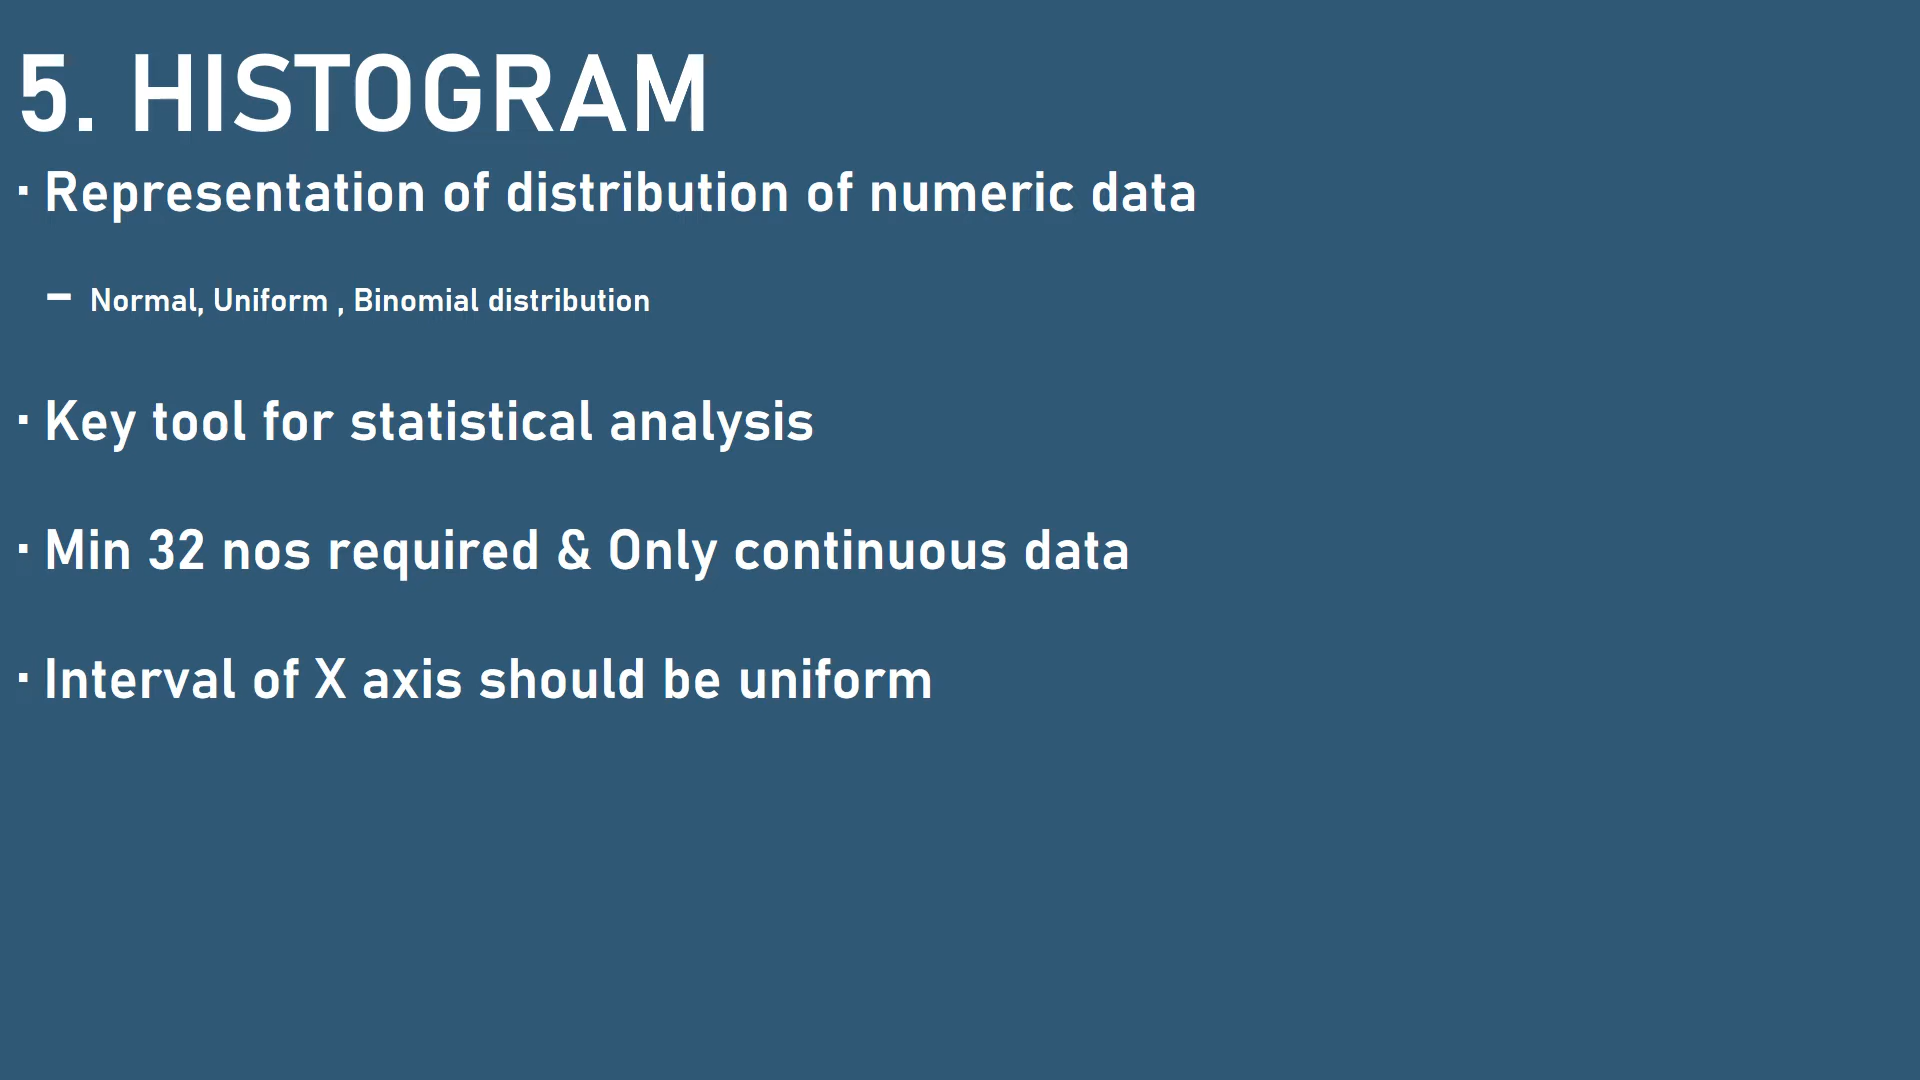 5. HISTOGRAM
· Representation of distribution of numeric data
– Normal, Uniform , Binomial distribution
· Key tool for statistical analysis
· Min 32 nos required & Only continuous data
· Interval of X axis should be uniform